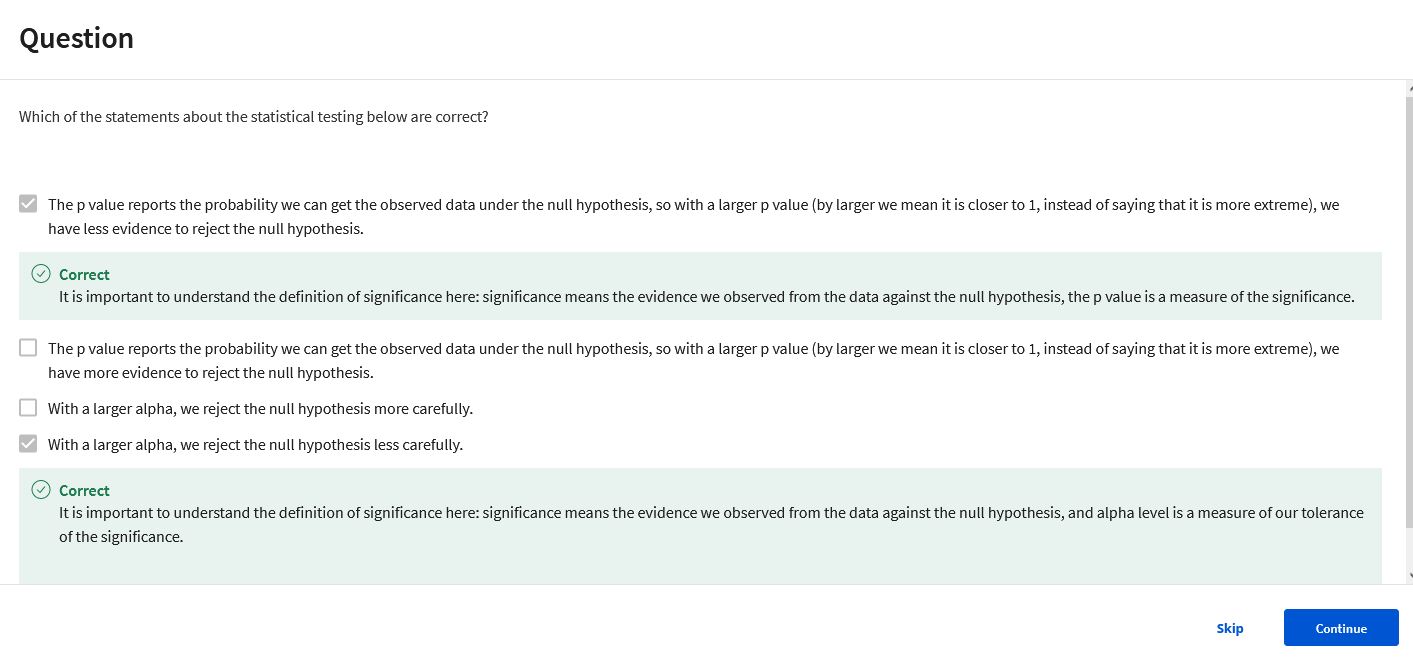 Question
Which of the statements about the statistical testing below are correct?
The p value reports the probability we can get the observed data under the null hypothesis, so with a larger p value (by larger we mean it is closer to 1, instead of saying that it is more extreme), we
have less evidence to reject the null hypothesis.
Correct
It is important to understand the definition of significance here: significance means the evidence we observed from the data against the null hypothesis, the p value is a measure of the significance.
The p value reports the probability we can get the observed data under the null hypothesis, so with a larger p value (by larger we mean it is closer to 1, instead of saying that it is more extreme), we
have more evidence to reject the null hypothesis.
With a larger alpha, we reject the null hypothesis more carefully.
With a larger alpha, we reject the null hypothesis less carefully.
Correct
It is important to understand the definition of significance here: significance means the evidence we observed from the data against the null hypothesis, and alpha level is a measure of our tolerance
of the significance.
Skip
Continue